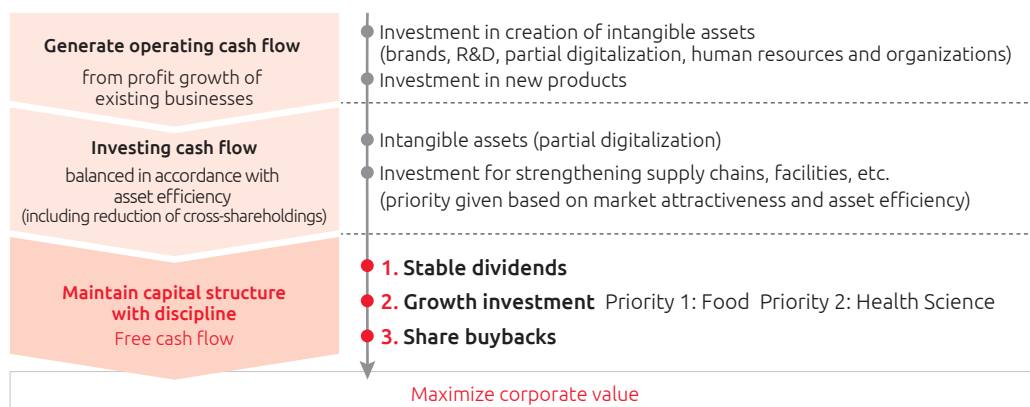 Generate operating cash flow
from profit growth of
existing businesses
Investment in creation of intangible assets
(brands, R&D, partial digitalization, human resources and organizations)
Investment in new products
Investing cash flow
balanced in accordance with
asset efficiency
(including reduction of cross-shareholdings)
Intangible assets (partial digitalization)
Investment for strengthening supply chains, facilities, etc.
(priority given based on market attractiveness and asset efficiency)
Maintain capital structure
with discipline
Free cash flow
1. Stable dividends
2. Growth investment Priority 1: Food Priority 2: Health Science
3. Share buybacks
Maximize corporate value